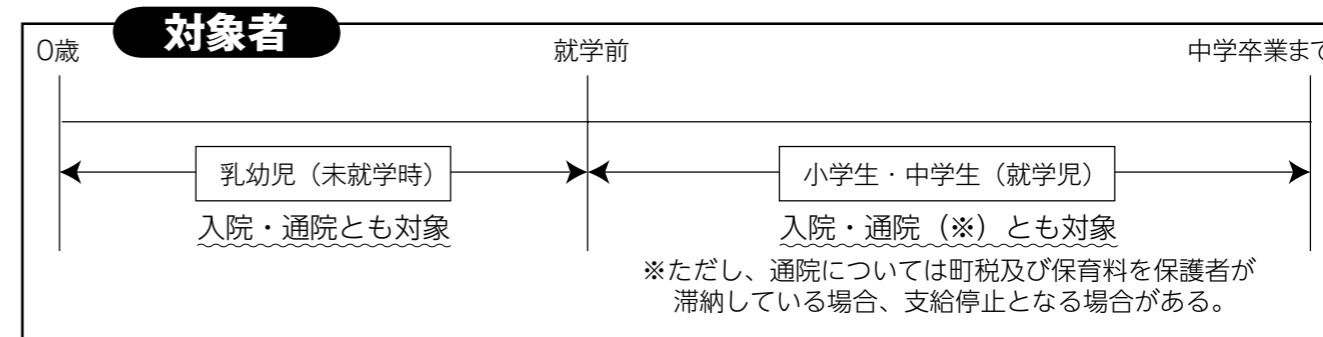 対象者
0歳
就学前
中学卒業まで
乳幼児（未就学時）
小学生・中学生（就学児）
入院・通院とも対象
入院・通院（※）とも対象
※ただし、通院については町税及び保育料を保護者が
滞納している場合、支給停止となる場合がある。